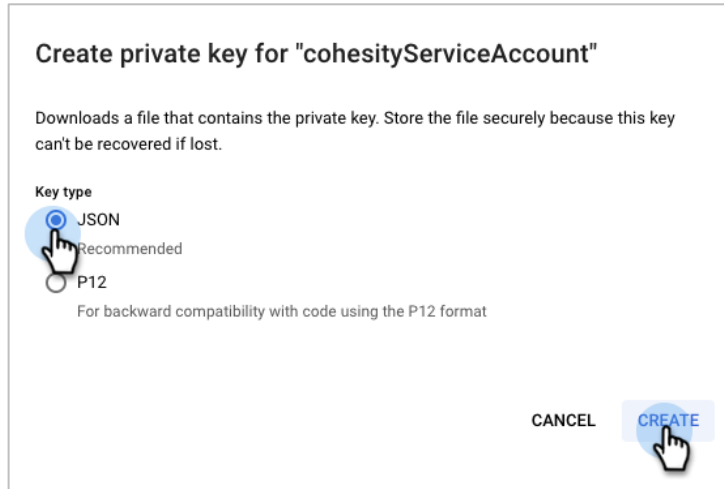 Create private key for "cohesityServiceAccount"
Downloads a file that contains the private key. Store the file securely because this key
can't be recovered if lost.
Key type
JSON
Recommended
P12
For backward compatibility with code using the P12 format
CANCEL CREATE